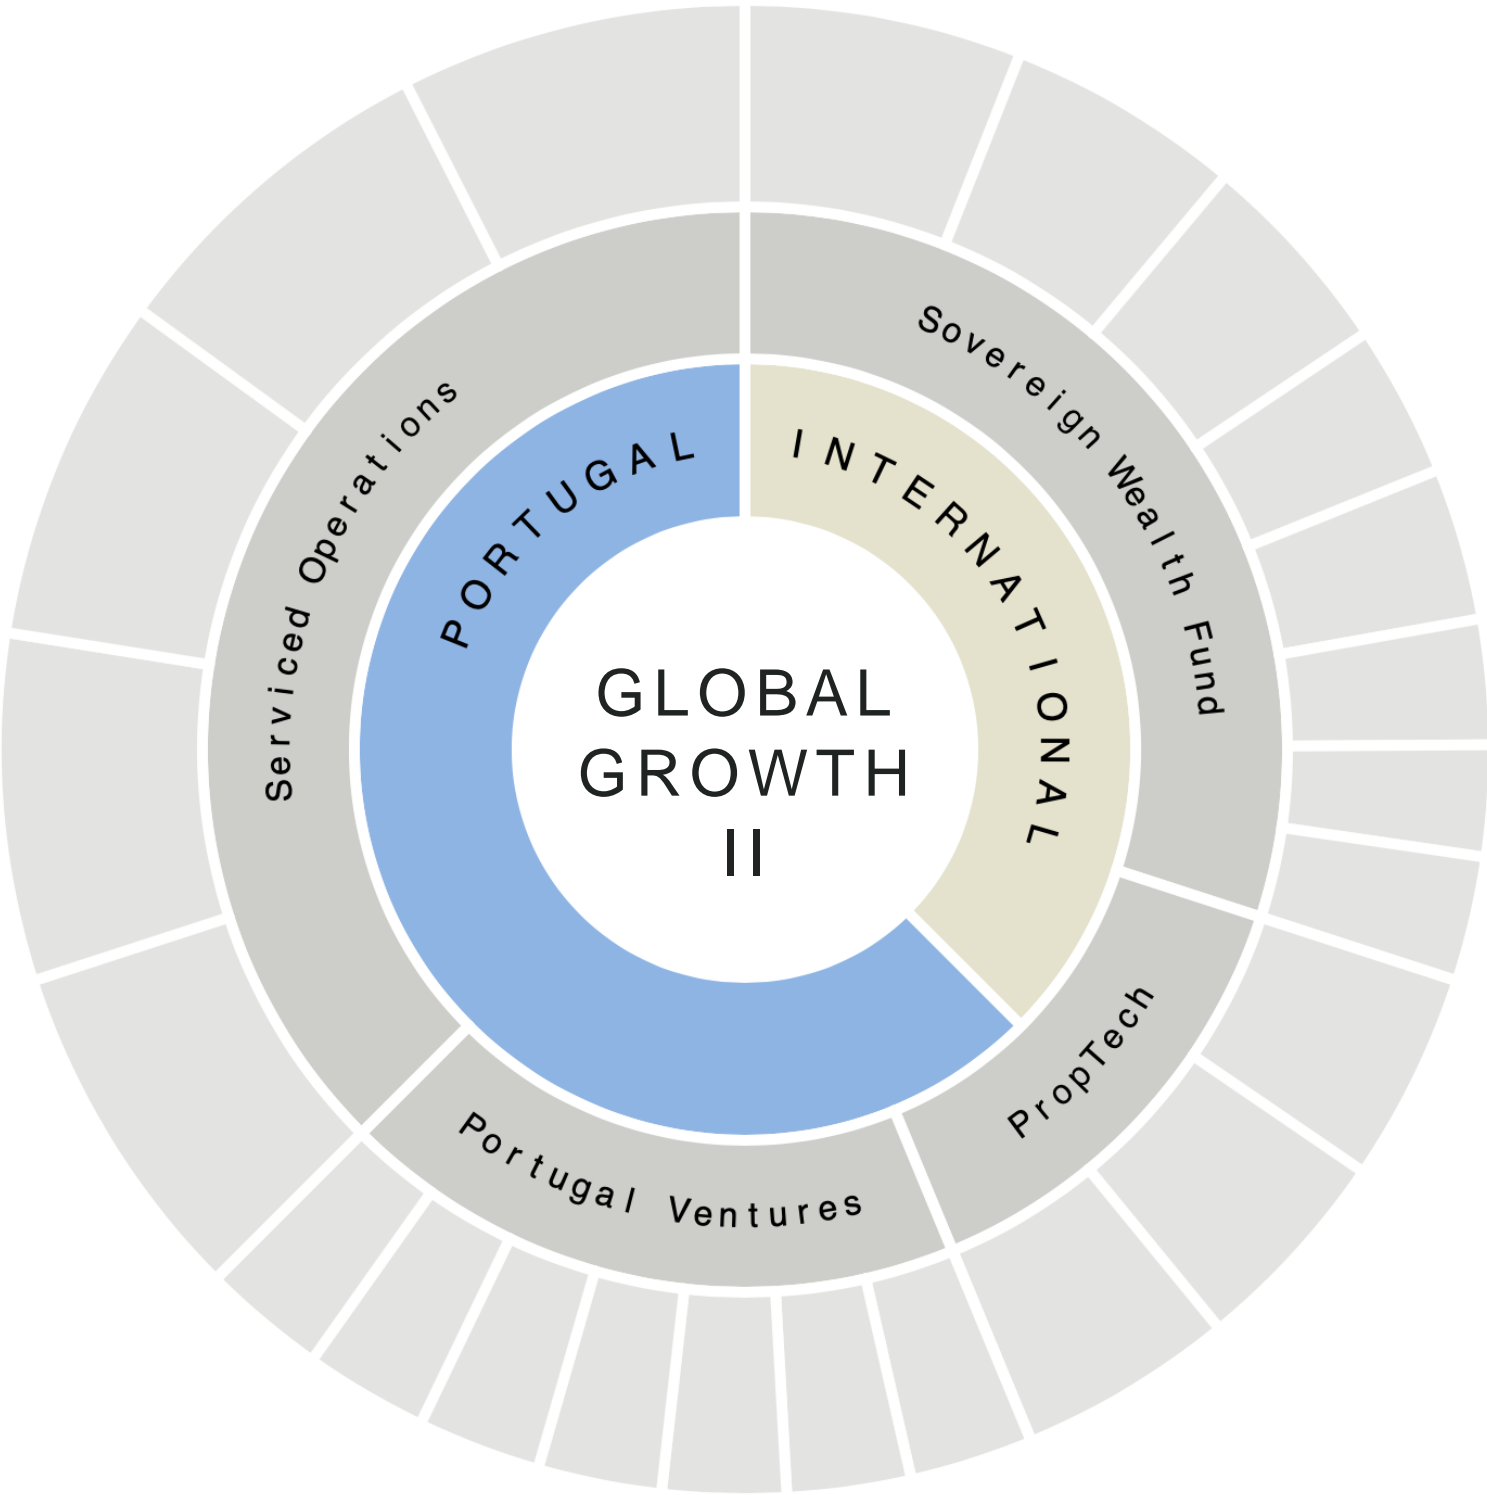 GLOBAL
GROWTH
II
PORTUGAL
INTERNATIONAL
Serviced Operations
Sovereign Wealth Fund
PropTech
Portugal Ventures